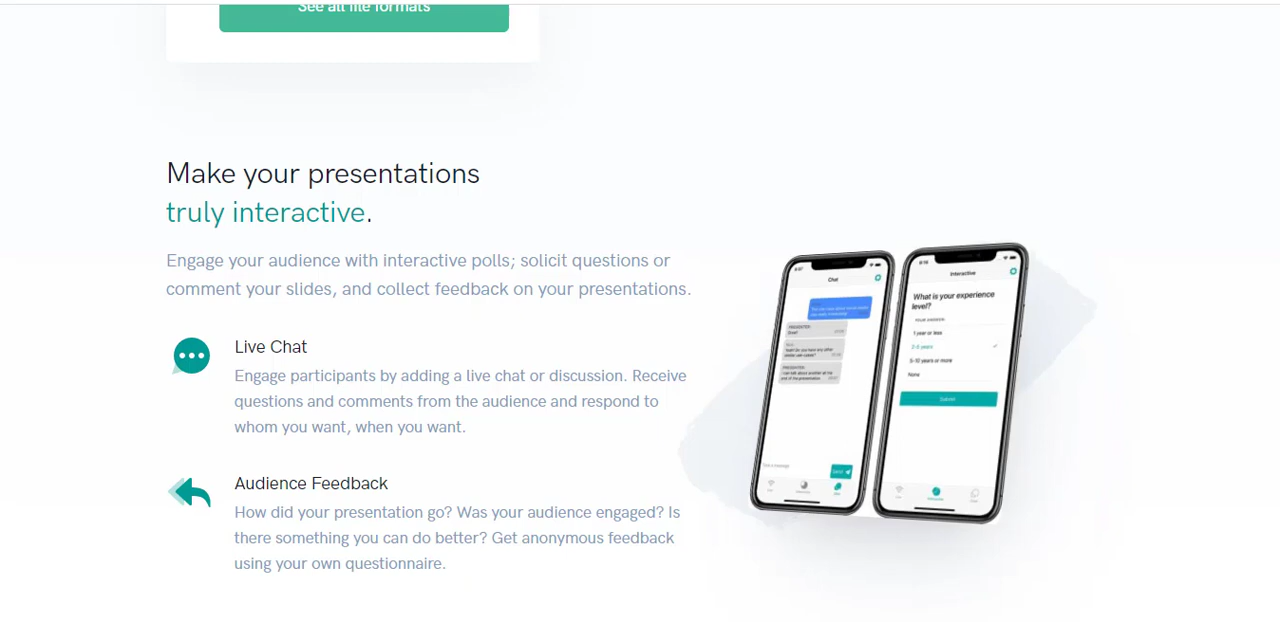 See all file formats
Make your presentations
truly interactive.
Engage your audience with interactive polls; solicit questions or
comment your slides, and collect feedback on your presentations.
Live Chat
Engage participants by adding a live chat or discussion. Receive
questions and comments from the audience and respond to
whom you want, when you want.
Audience Feedback
How did your presentation go? Was your audience engaged? Is
there something you can do better? Get anonymous feedback
using your own questionnaire.
Chat
Interactive
What is your experience
level?
YOUR ANSWER
1 year or less
2-5 years
5-10 years or more
None
Submit